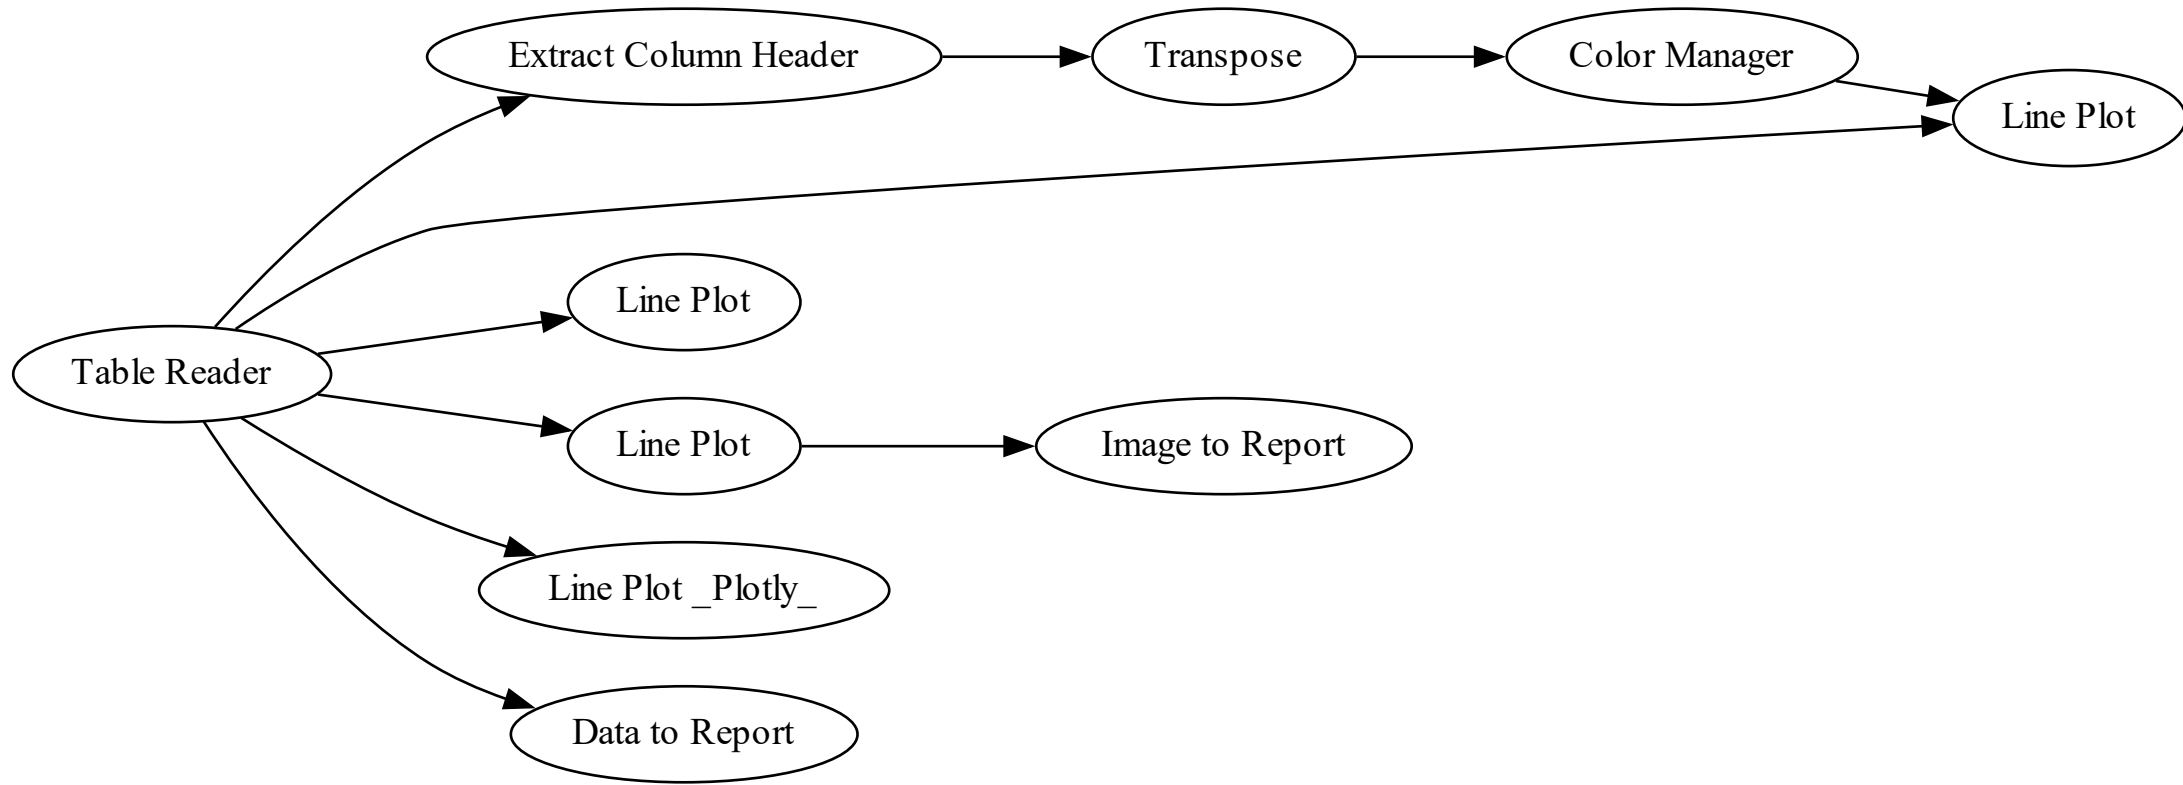 Extract Column Header
Transpose
Color Manager
Line Plot
Line Plot
Table Reader
Line Plot
Image to Report
Line Plot _Plotly_
Data to Report